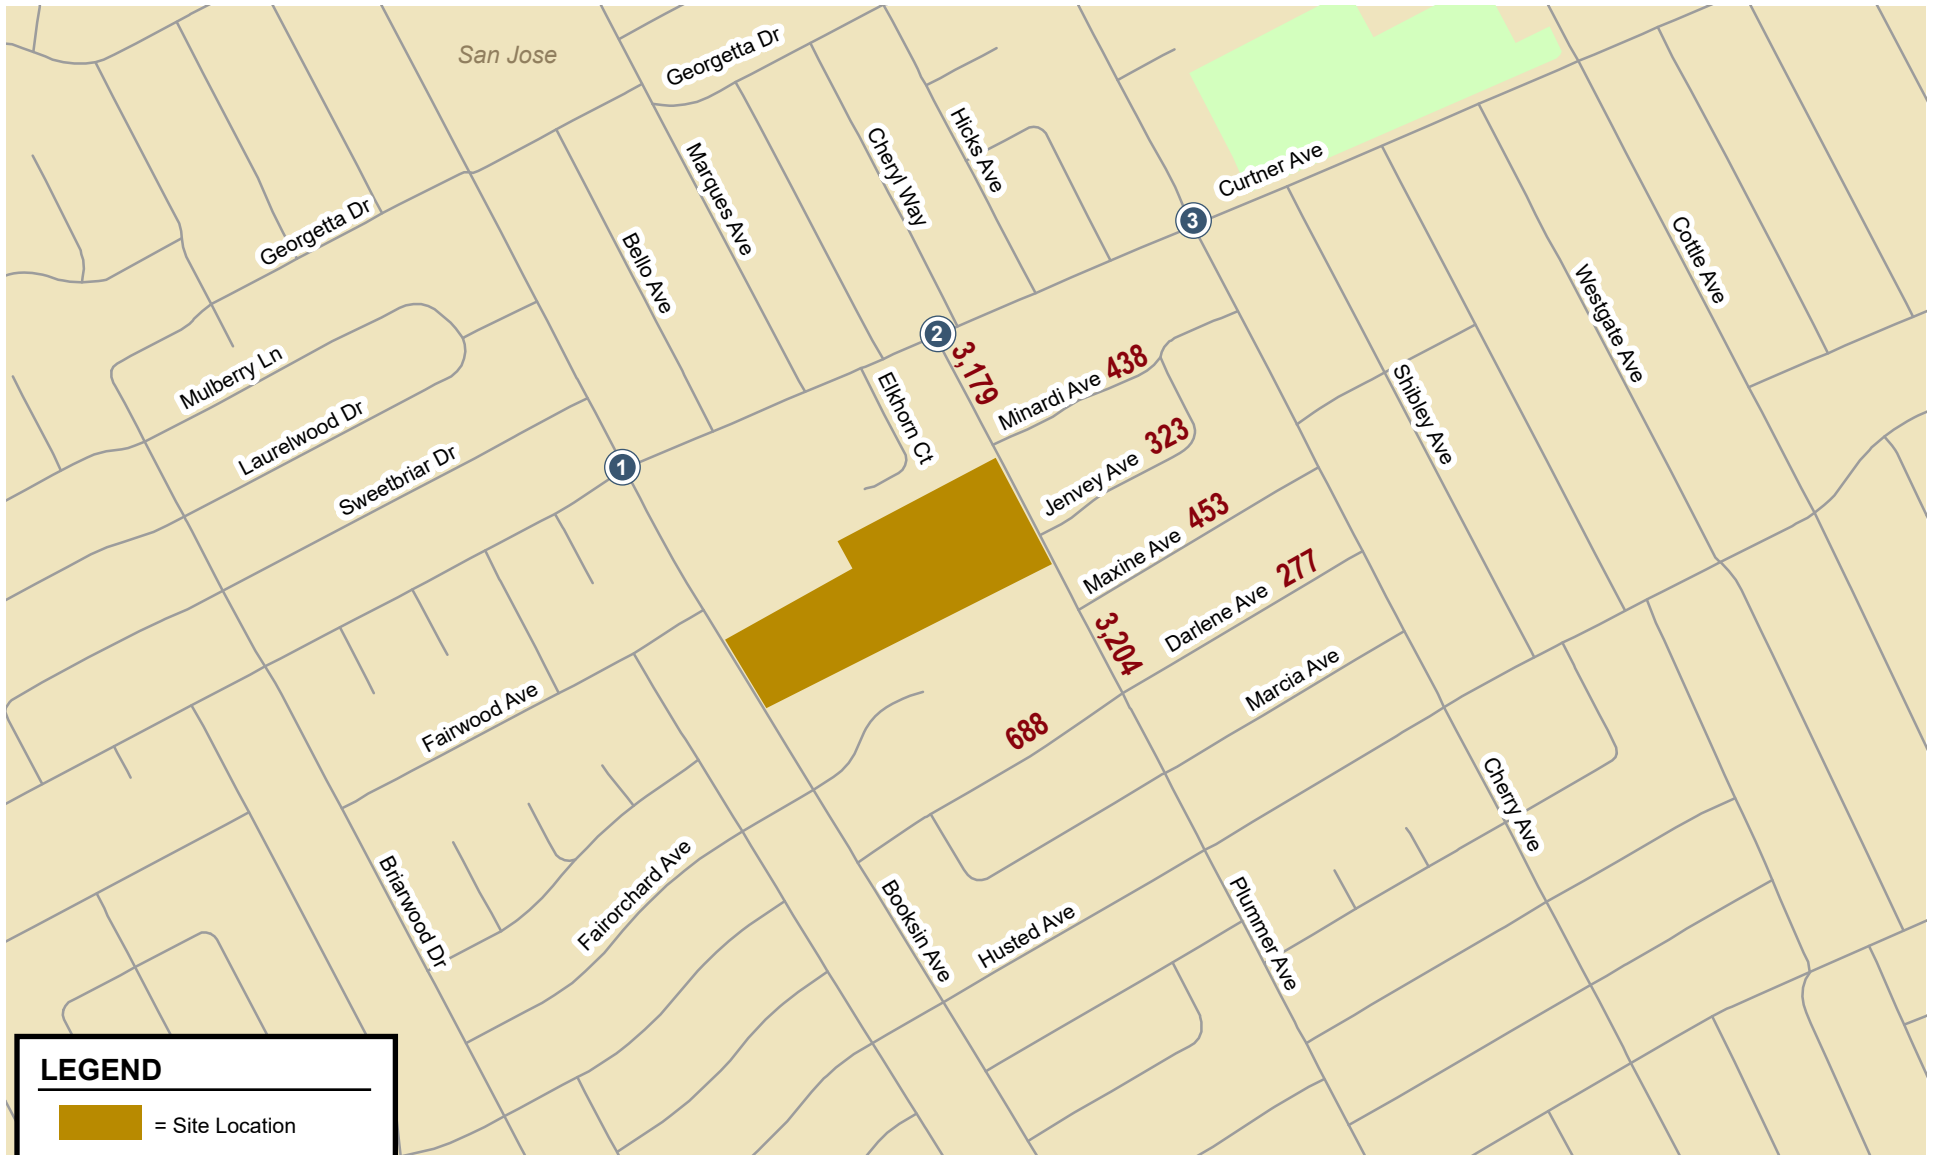 San Jose
Georgetta Dr
Hicks Ave
Cheryl Way
Marques Ave
Curtner Ave
Georgetta Dr
Bello Ave
3
Cottle Ave
Westgate Ave
2
3,179
Mulberry Ln
Elkhorn Ct
Minardi Ave 438
Shibley Ave
Laurelwood Dr
Sweetbriar Dr
1
Jenvey Ave 323
Maxine Ave 453
Darlene Ave 277
3,204
Marcia Ave
Fairwood Ave
688
Cherry Ave
Briarwood Dr
Fairorchard Ave
Booksin Ave
Husted Ave
Plummer Ave
LEGEND
= Site Location